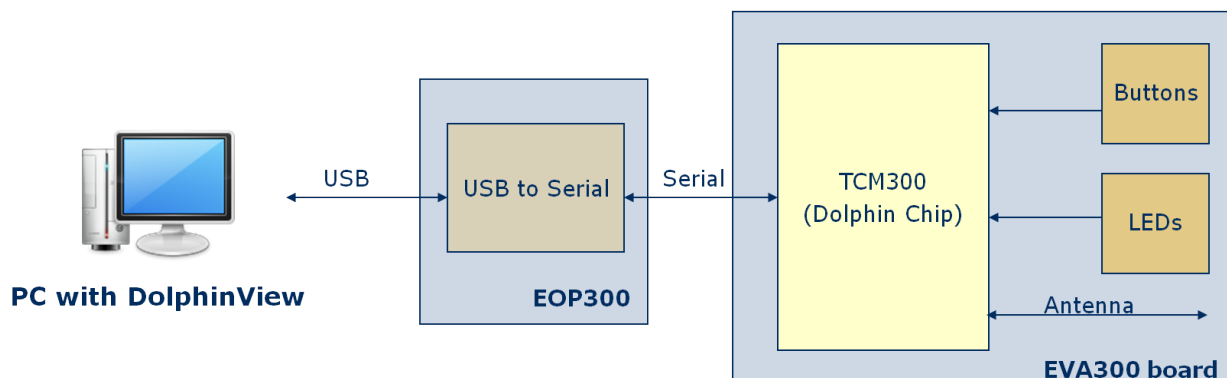 PC with DolphinView
USB
USB to Serial
EOP300
Serial
TCM300
(Dolphin Chip)
Buttons
LEDs
Antenna
EVA300 board